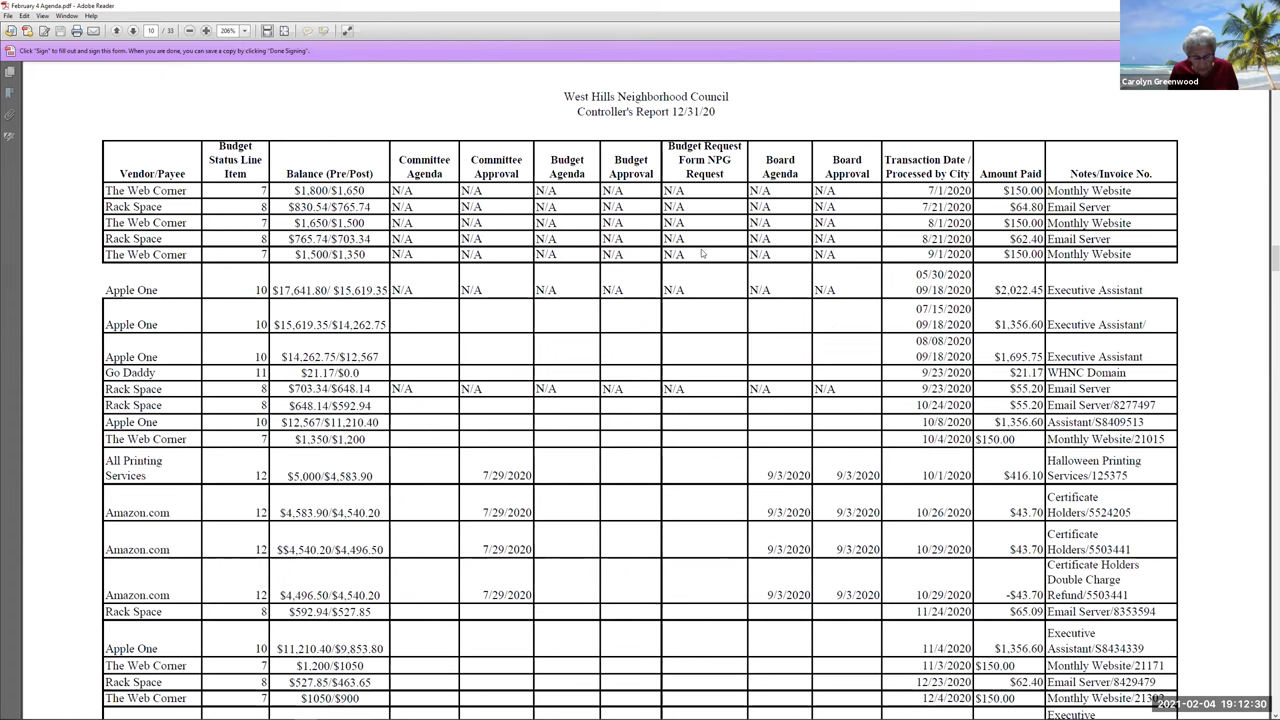 February 4 Agenda.pdf - Adobe Reader
File Edit View Window Help
10 / 33 206%
Click "Sign" to fill out and sign this form. When you are done, you can save a copy by clicking "Done Signing".
Carolyn Greenwood
West Hills Neighborhood Council
Controller's Report 12/31/20
Vendor/Payee Budget Status Line Item Balance (Pre/Post) Committee Agenda Committee Approval Budget Agenda Budget Approval Budget Request Form NPG Request Board Agenda Board Approval Transaction Date / Processed by City Amount Paid Notes/Invoice No.
The Web Corner 7 $1,800/$1,650 N/A N/A N/A N/A N/A N/A N/A 7/1/2020 $150.00 Monthly Website
Rack Space 8 $830.54/$765.74 N/A N/A N/A N/A N/A N/A N/A 7/21/2020 $64.80 Email Server
The Web Corner 7 $1,650/$1,500 N/A N/A N/A N/A N/A N/A N/A 8/1/2020 $150.00 Monthly Website
Rack Space 8 $765.74/$703.34 N/A N/A N/A N/A N/A N/A N/A 8/21/2020 $62.40 Email Server
The Web Corner 7 $1,500/$1,350 N/A N/A N/A N/A N/A N/A N/A 9/1/2020 $150.00 Monthly Website
Apple One 10 $17,641.80/ $15,619.35 N/A N/A N/A N/A N/A N/A N/A 05/30/2020 09/18/2020 $2,022.45 Executive Assistant
Apple One 10 $15,619.35/$14,262.75 07/15/2020 09/18/2020 $1,356.60 Executive Assistant/
Apple One 10 $14,262.75/$12,567 08/08/2020 09/18/2020 $1,695.75 Executive Assistant
Go Daddy 11 $21.17/$0.0 9/23/2020 $21.17 WHNC Domain
Rack Space 8 $703.34/$648.14 N/A N/A N/A N/A N/A N/A N/A 9/23/2020 $55.20 Email Server
Rack Space 8 $648.14/$592.94 10/24/2020 $55.20 Email Server/8277497
Apple One 10 $12,567/$11,210.40 10/8/2020 $1,356.60 Assistant/S8409513
The Web Corner 7 $1,350/$1,200 10/4/2020 $150.00 Monthly Website/21015
All Printing Services 12 $5,000/$4,583.90 7/29/2020 9/3/2020 9/3/2020 10/1/2020 $416.10 Halloween Printing Services/125375
Amazon.com 12 $4,583.90/$4,540.20 7/29/2020 9/3/2020 9/3/2020 10/26/2020 $43.70 Certificate Holders/5524205
Amazon.com 12 $$4,540.20/$4,496.50 7/29/2020 9/3/2020 9/3/2020 10/29/2020 $43.70 Certificate Holders/5503441
Amazon.com 12 $4,496.50/$4,540.20 7/29/2020 9/3/2020 9/3/2020 10/29/2020 -$43.70 Certificate Holders Double Charge Refund/5503441
Rack Space 8 $592.94/$527.85 11/24/2020 $65.09 Email Server/8353594
Apple One 10 $11,210.40/$9,853.80 11/4/2020 $1,356.60 Executive Assistant/S8434339
The Web Corner 7 $1,200/$1050 11/3/2020 $150.00 Monthly Website/21171
Rack Space 8 $527.85/$463.65 12/23/2020 $62.40 Email Server/8429479
The Web Corner 7 $1050/$900 12/4/2020 $150.00 Monthly
Executive
2021-02-04 19:12:30